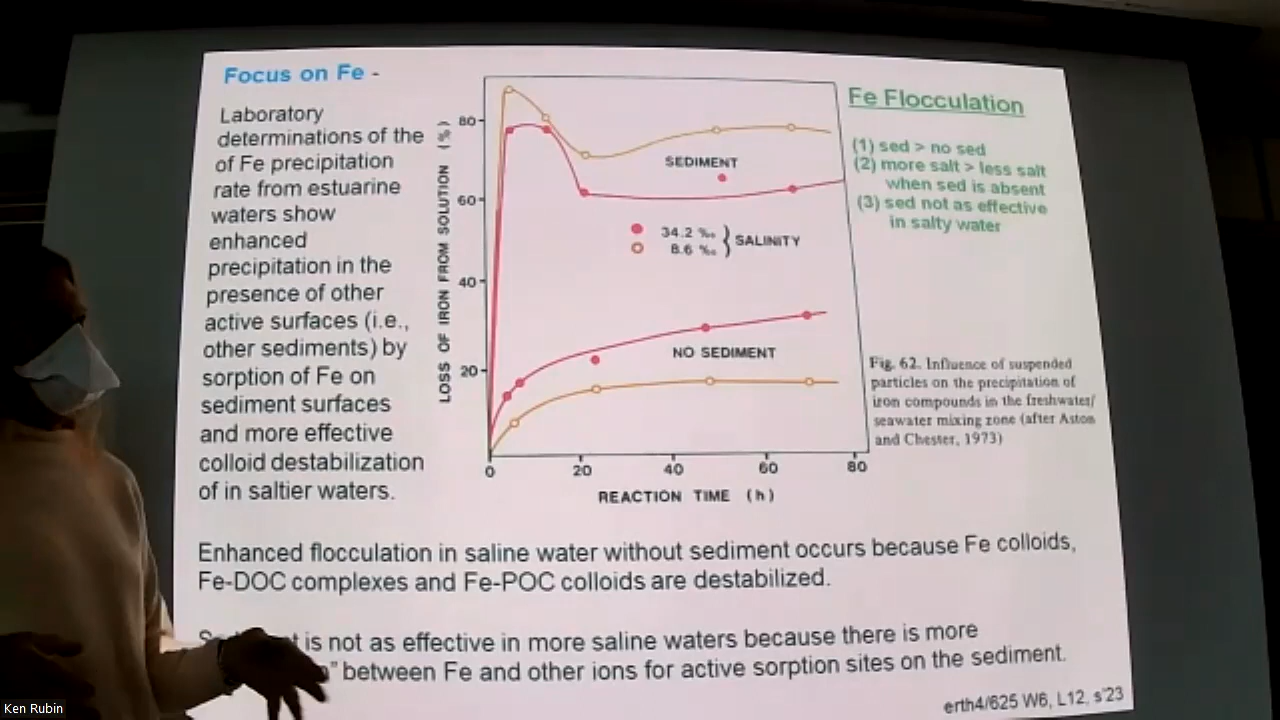 Focus on Fe -
Laboratory
determinations of the
of Fe precipitation
rate from estuarine
waters show
enhanced
precipitation in the
presence of other
active surfaces (i.e.,
other sediments) by
sorption of Fe on
sediment surfaces
and more effective
colloid destabilization
of in saltier waters.
LOSS OF IRON FROM SOLUTION (%)
80
60
40
20
SEDIMENT
34.2 ‰
8.6 ‰
SALINITY
NO SEDIMENT
0 20 40 60 80
REACTION TIME (h)
Fe Flocculation
(1) sed > no sed
(2) more salt > less salt
when sed is absent
(3) sed not as effective
in salty water
Fig. 62. Influence of suspended
particles on the precipitation of
iron compounds in the freshwater/
seawater mixing zone (after Aston
and Chester, 1973)
Enhanced flocculation in saline water without sediment occurs because Fe colloids,
Fe-DOC complexes and Fe-POC colloids are destabilized.
is not as effective in more saline waters because there is more
between Fe and other ions for active sorption sites on the sediment.
erth4/625 W6, L12, s'23
Ken Rubin